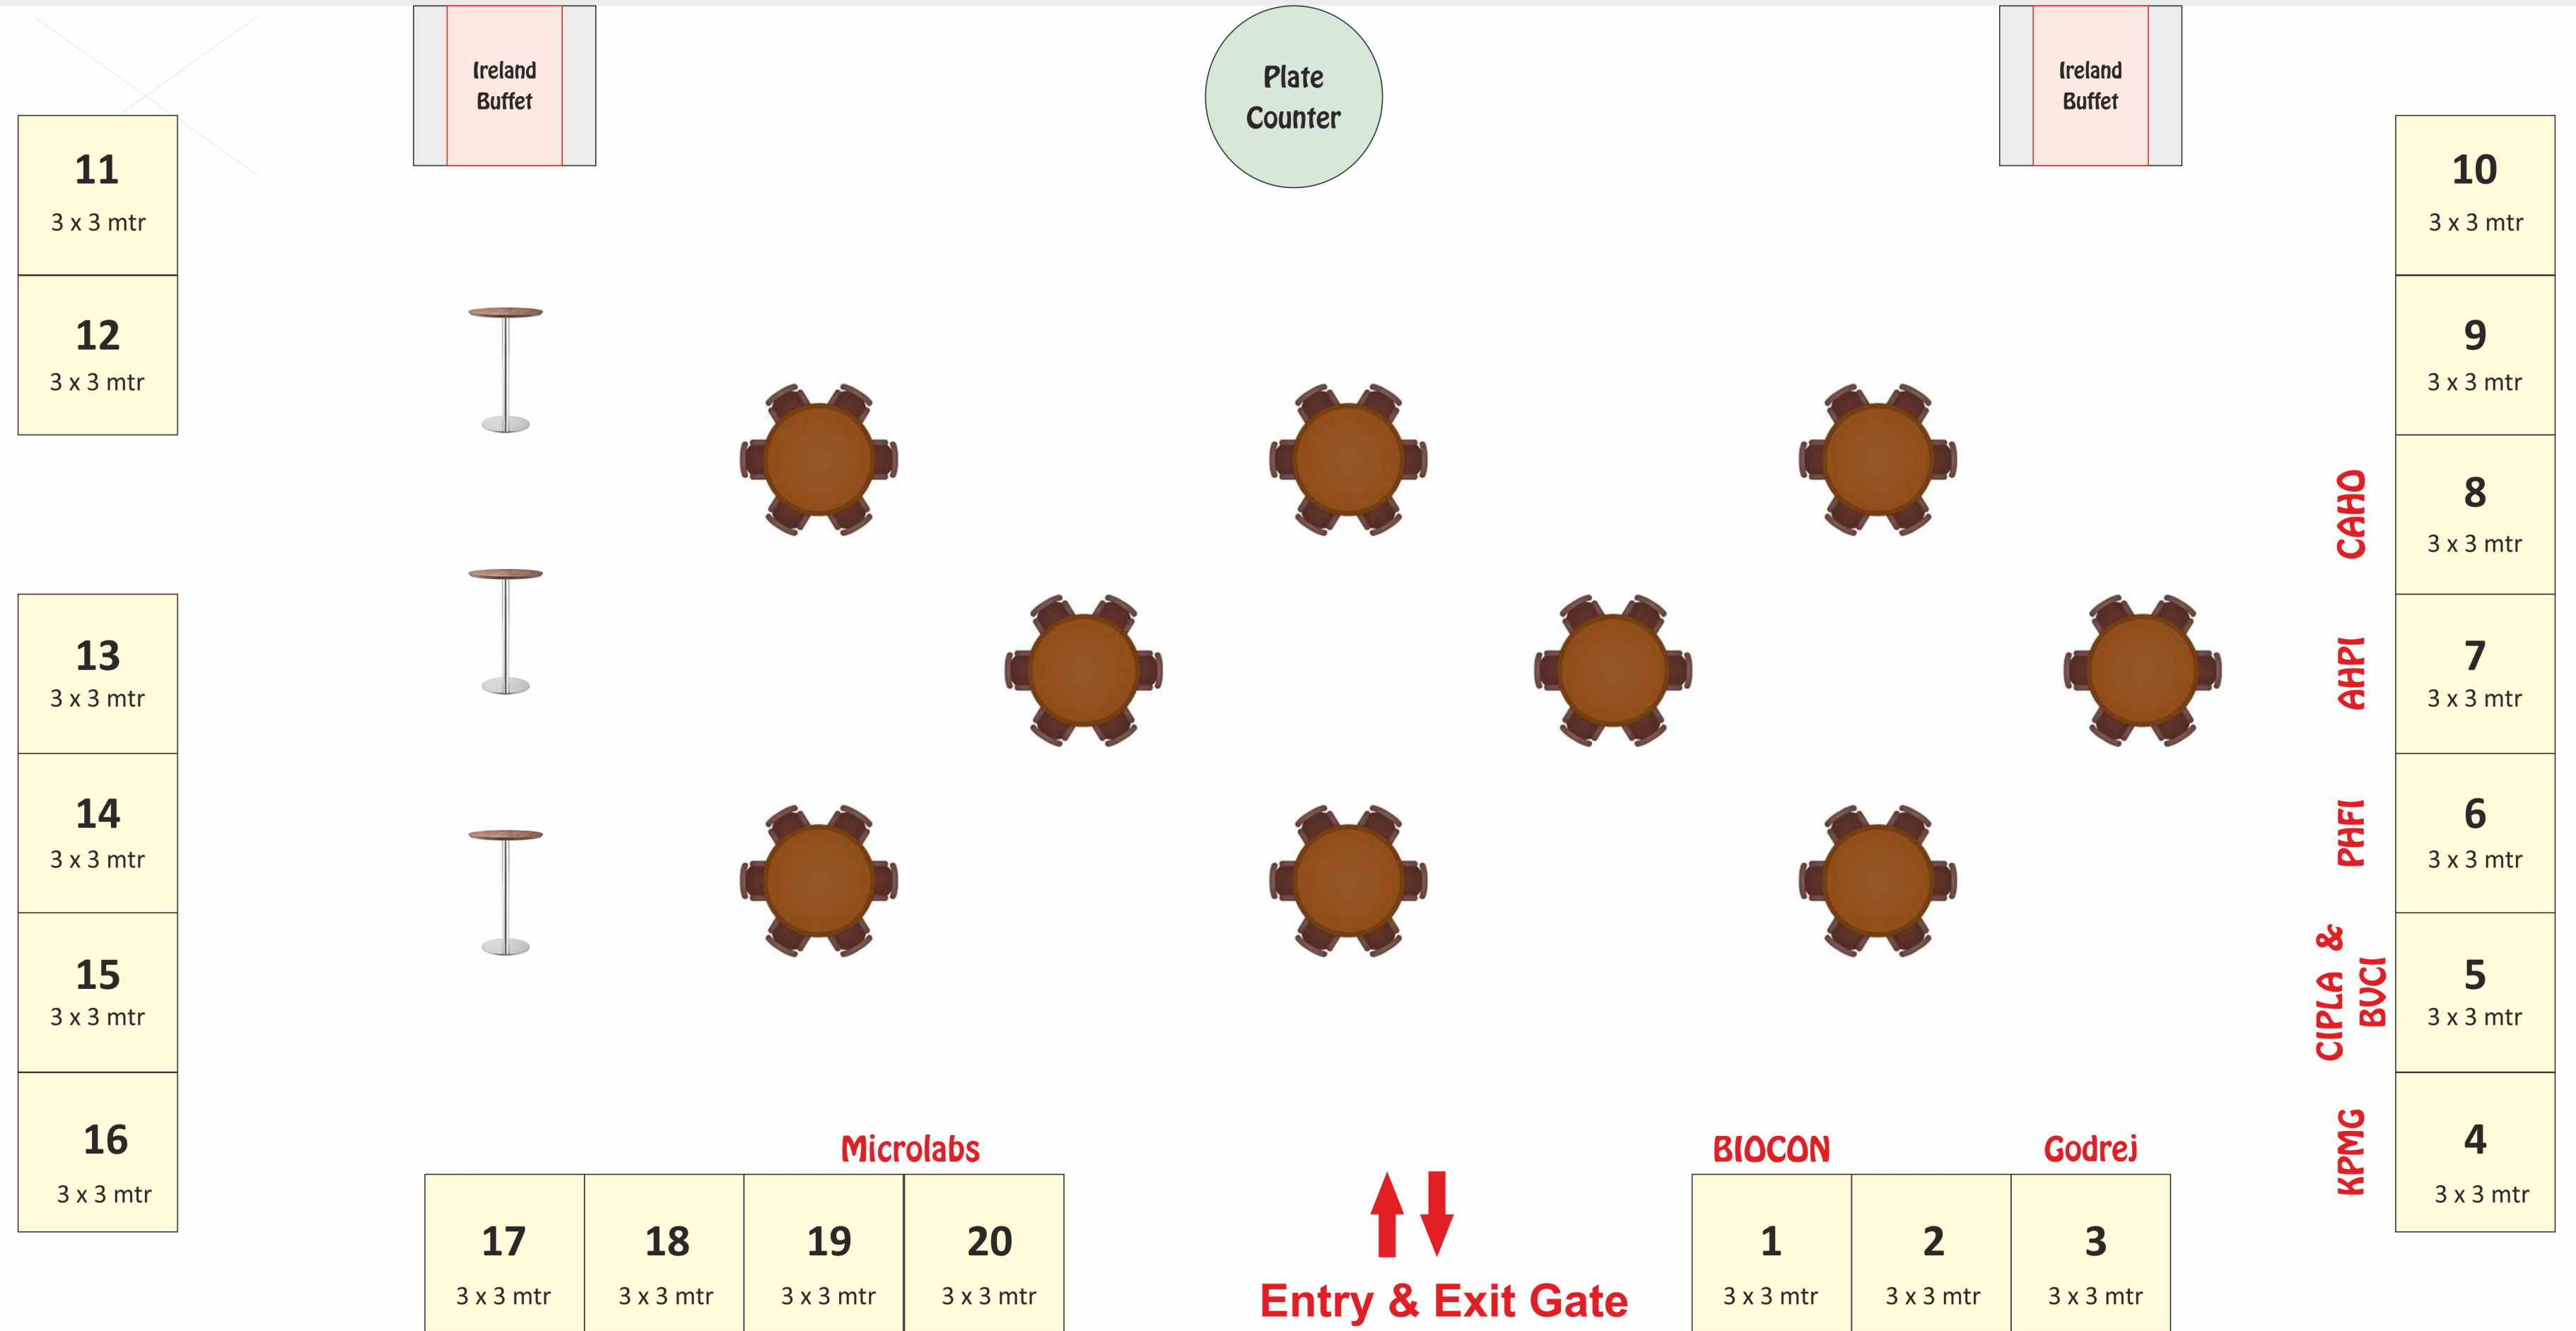 Ireland
Buffet
Plate
Counter
Ireland
Buffet
11
3 x 3 mtr
12
3 x 3 mtr
13
3 x 3 mtr
14
3 x 3 mtr
15
3 x 3 mtr
16
3 x 3 mtr
10
3 x 3 mtr
9
3 x 3 mtr
CAHO
8
3 x 3 mtr
AHPI
7
3 x 3 mtr
PHFI
6
3 x 3 mtr
CIPLA &
BVCI
5
3 x 3 mtr
KPMG
4
3 x 3 mtr
Microlabs
17
3 x 3 mtr
18
3 x 3 mtr
19
3 x 3 mtr
20
3 x 3 mtr
Entry & Exit Gate
BIOCON
Godrej
1
3 x 3 mtr
2
3 x 3 mtr
3
3 x 3 mtr